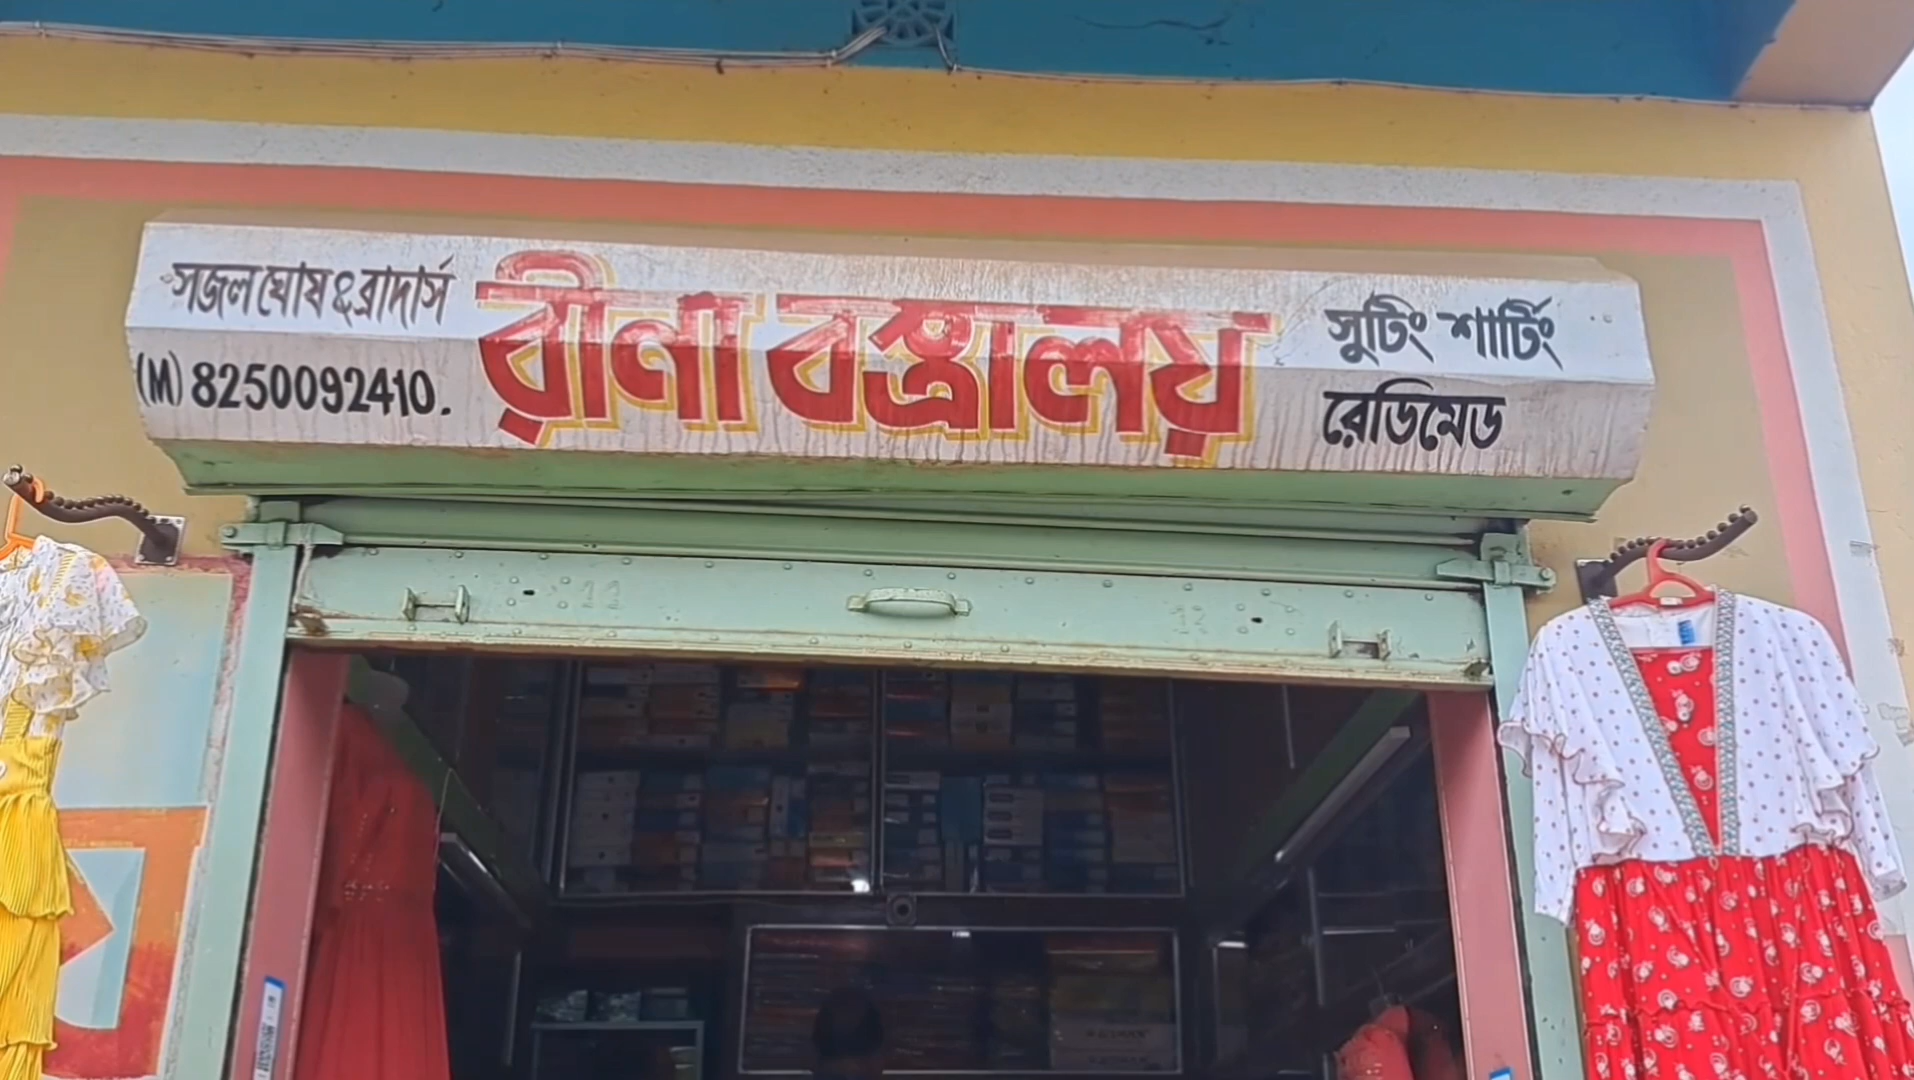 সজল ঘোষ & ব্রাদার্স
(M) 8250092410.
রীনা বস্ত্রালয়
সুটিং শার্টিং
রেডিমেড